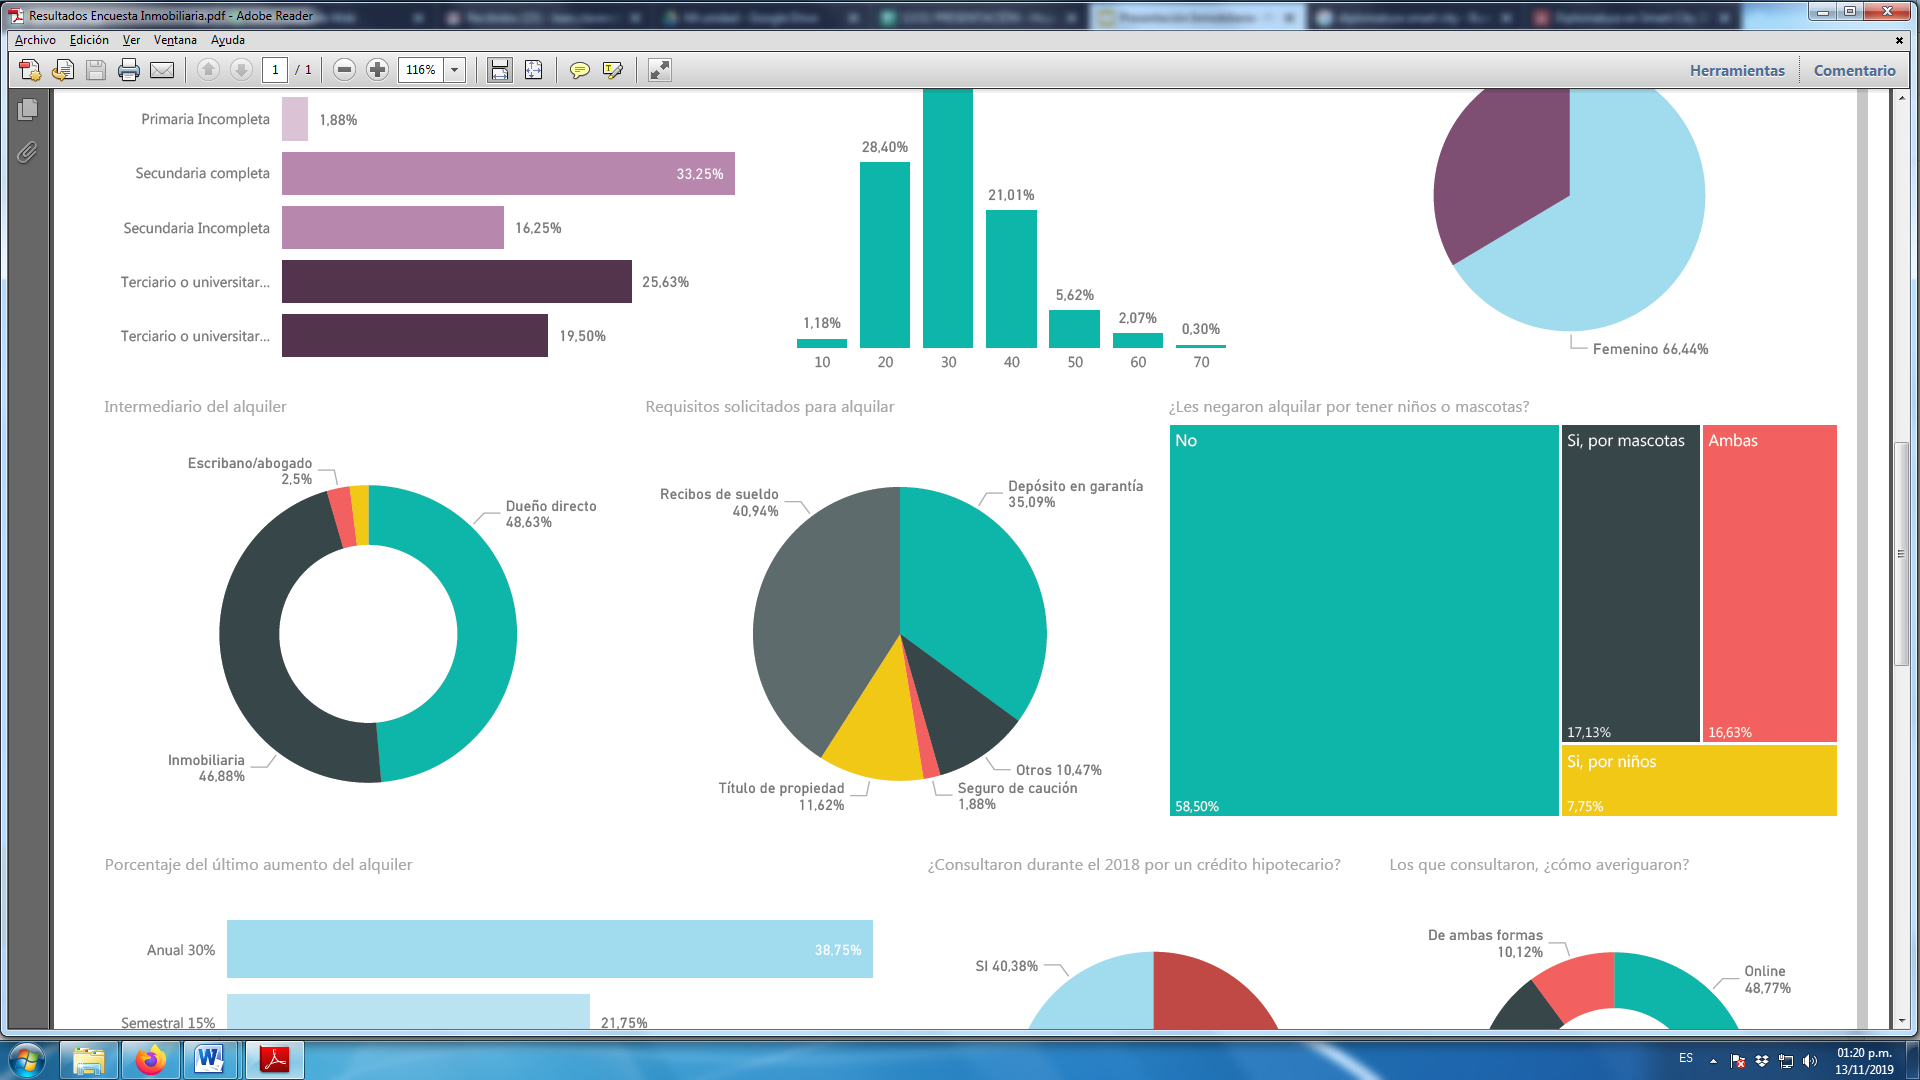 Resultados Encuesta Inmobiliaria.pdf - Adobe Reader
Archivo Edición Ver Ventana Ayuda
1 / 1 116% Herramientas Comentario
Primaria Incompleta 1,88%
Secundaria completa 33,25%
Secundaria Incompleta 16,25%
Terciario o universitar... 25,63%
Terciario o universitar... 19,50%
1,18% 28,40% 21,01% 5,62% 2,07% 0,30%
10 20 30 40 50 60 70
Femenino 66,44%
Intermediario del alquiler
Escribano/abogado
2,5%
Dueño directo
48,63%
Inmobiliaria
46,88%
Requisitos solicitados para alquilar
Recibos de sueldo
40,94%
Depósito en garantía
35,09%
Otros 10,47%
Título de propiedad
11,62%
Seguro de caución
1,88%
¿Les negaron alquilar por tener niños o mascotas?
No
58,50%
Si, por mascotas
17,13%
Ambas
16,63%
Si, por niños
7,75%
Porcentaje del último aumento del alquiler
Anual 30% 38,75%
Semestral 15% 21,75%
¿Consultaron durante el 2018 por un crédito hipotecario?
SI 40,38%
Los que consultaron, ¿cómo averiguaron?
De ambas formas
10,12%
Online
48,77%
ES
01:20 p.m.
13/11/2019